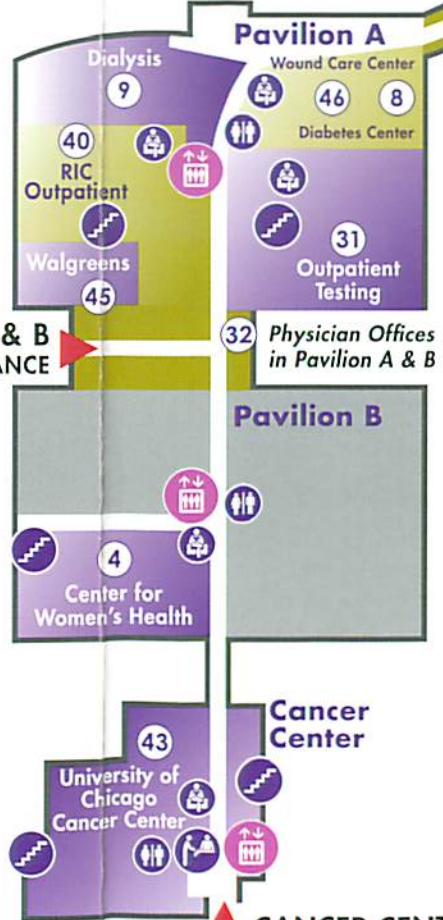 Pavilion A
Dialysis
9
Wound Care Center
46
8
Diabetes Center
40
RIC
Outpatient
31
Outpatient
Testing
Walgreens
45
& B
32
Physician Offices
in Pavilion A & B
Pavilion B
4
Center for
Women's Health
Cancer
Center
43
University of
Chicago
Cancer Center